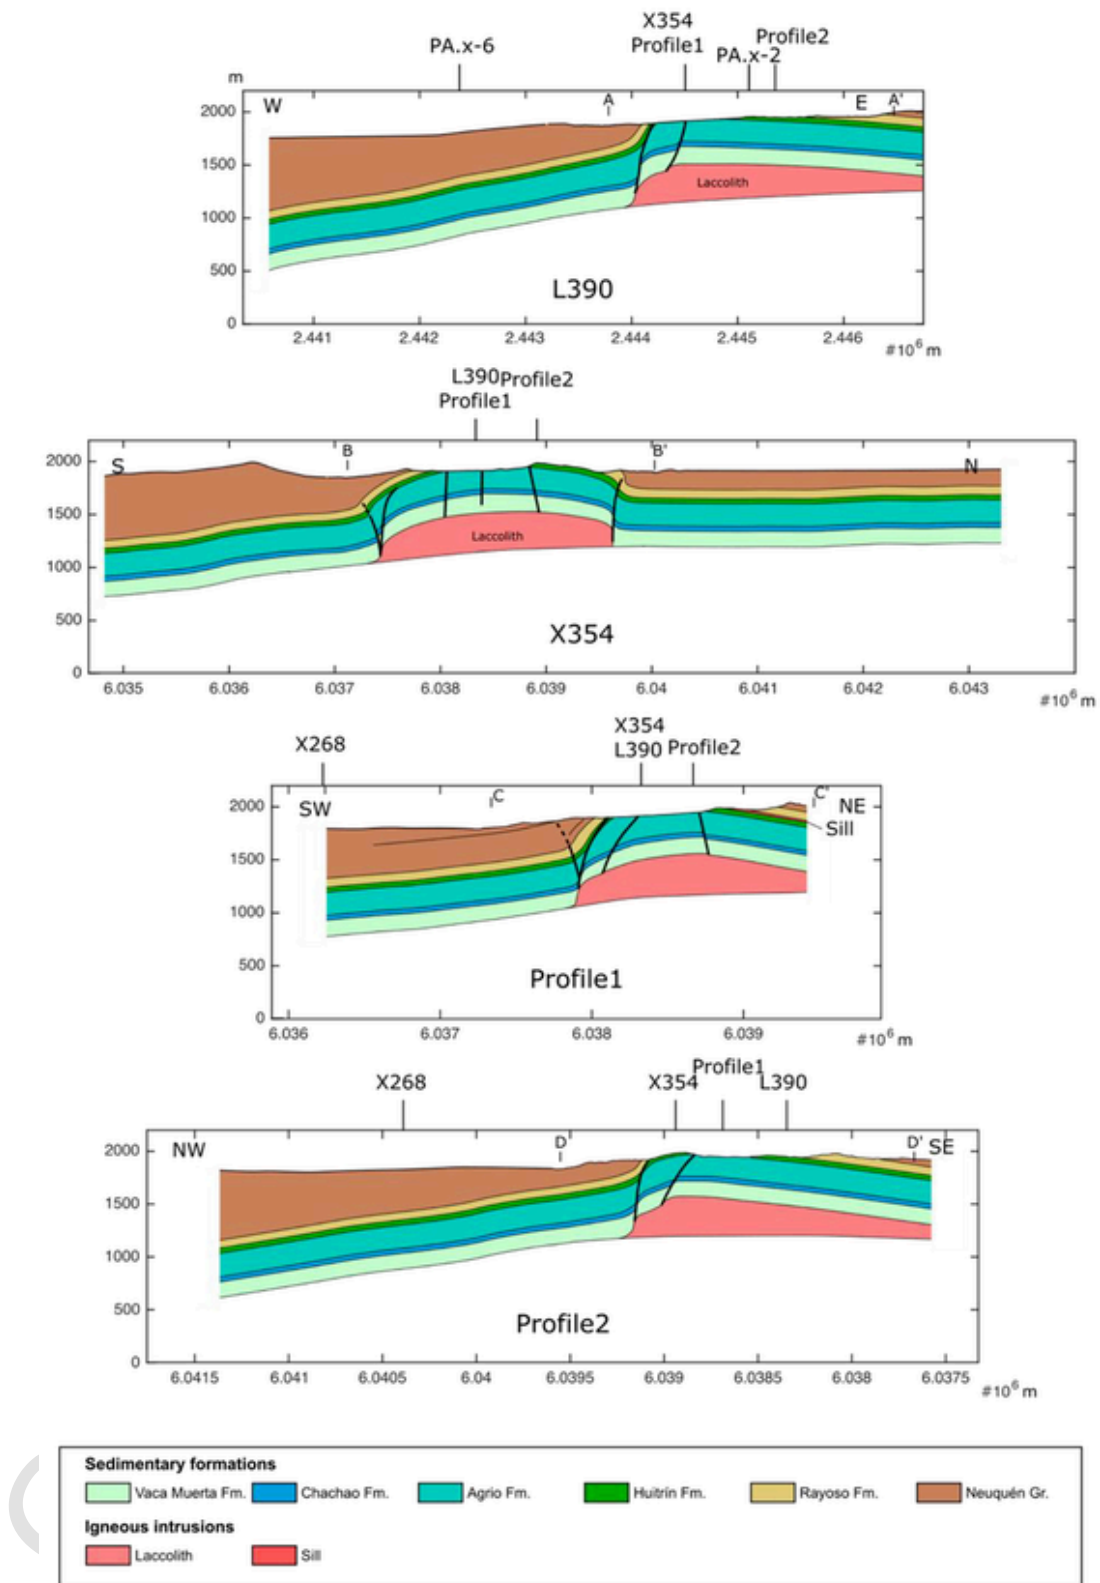 X354
PA.x-6 Profile1 Profile2
PA.x-2
m
W A E A'
2000
1500
1000
500
0
Laccolith
L390
2.441 2.442 2.443 2.444 2.445 2.446
#10⁶ m
L390 Profile2
Profile1
S B B' N
2000
1500
1000
500
0
Laccolith
X354
6.035 6.036 6.037 6.038 6.039 6.04 6.041 6.042 6.043
#10⁶ m
X354
X268 L390 Profile2
SW C C' NE
Sill
2000
1500
1000
500
0
Profile1
6.036 6.037 6.038 6.039
#10⁶ m
Profile1
X268 X354 L390
NW D D' SE
2000
1500
1000
500
0
Profile2
6.0415 6.041 6.0405 6.04 6.0395 6.039 6.0385 6.038 6.0375
#10⁶ m
Sedimentary formations
Vaca Muerta Fm. Chachao Fm. Agrio Fm. Huitrín Fm. Rayoso Fm. Neuquén Gr.
Igneous intrusions
Laccolith Sill